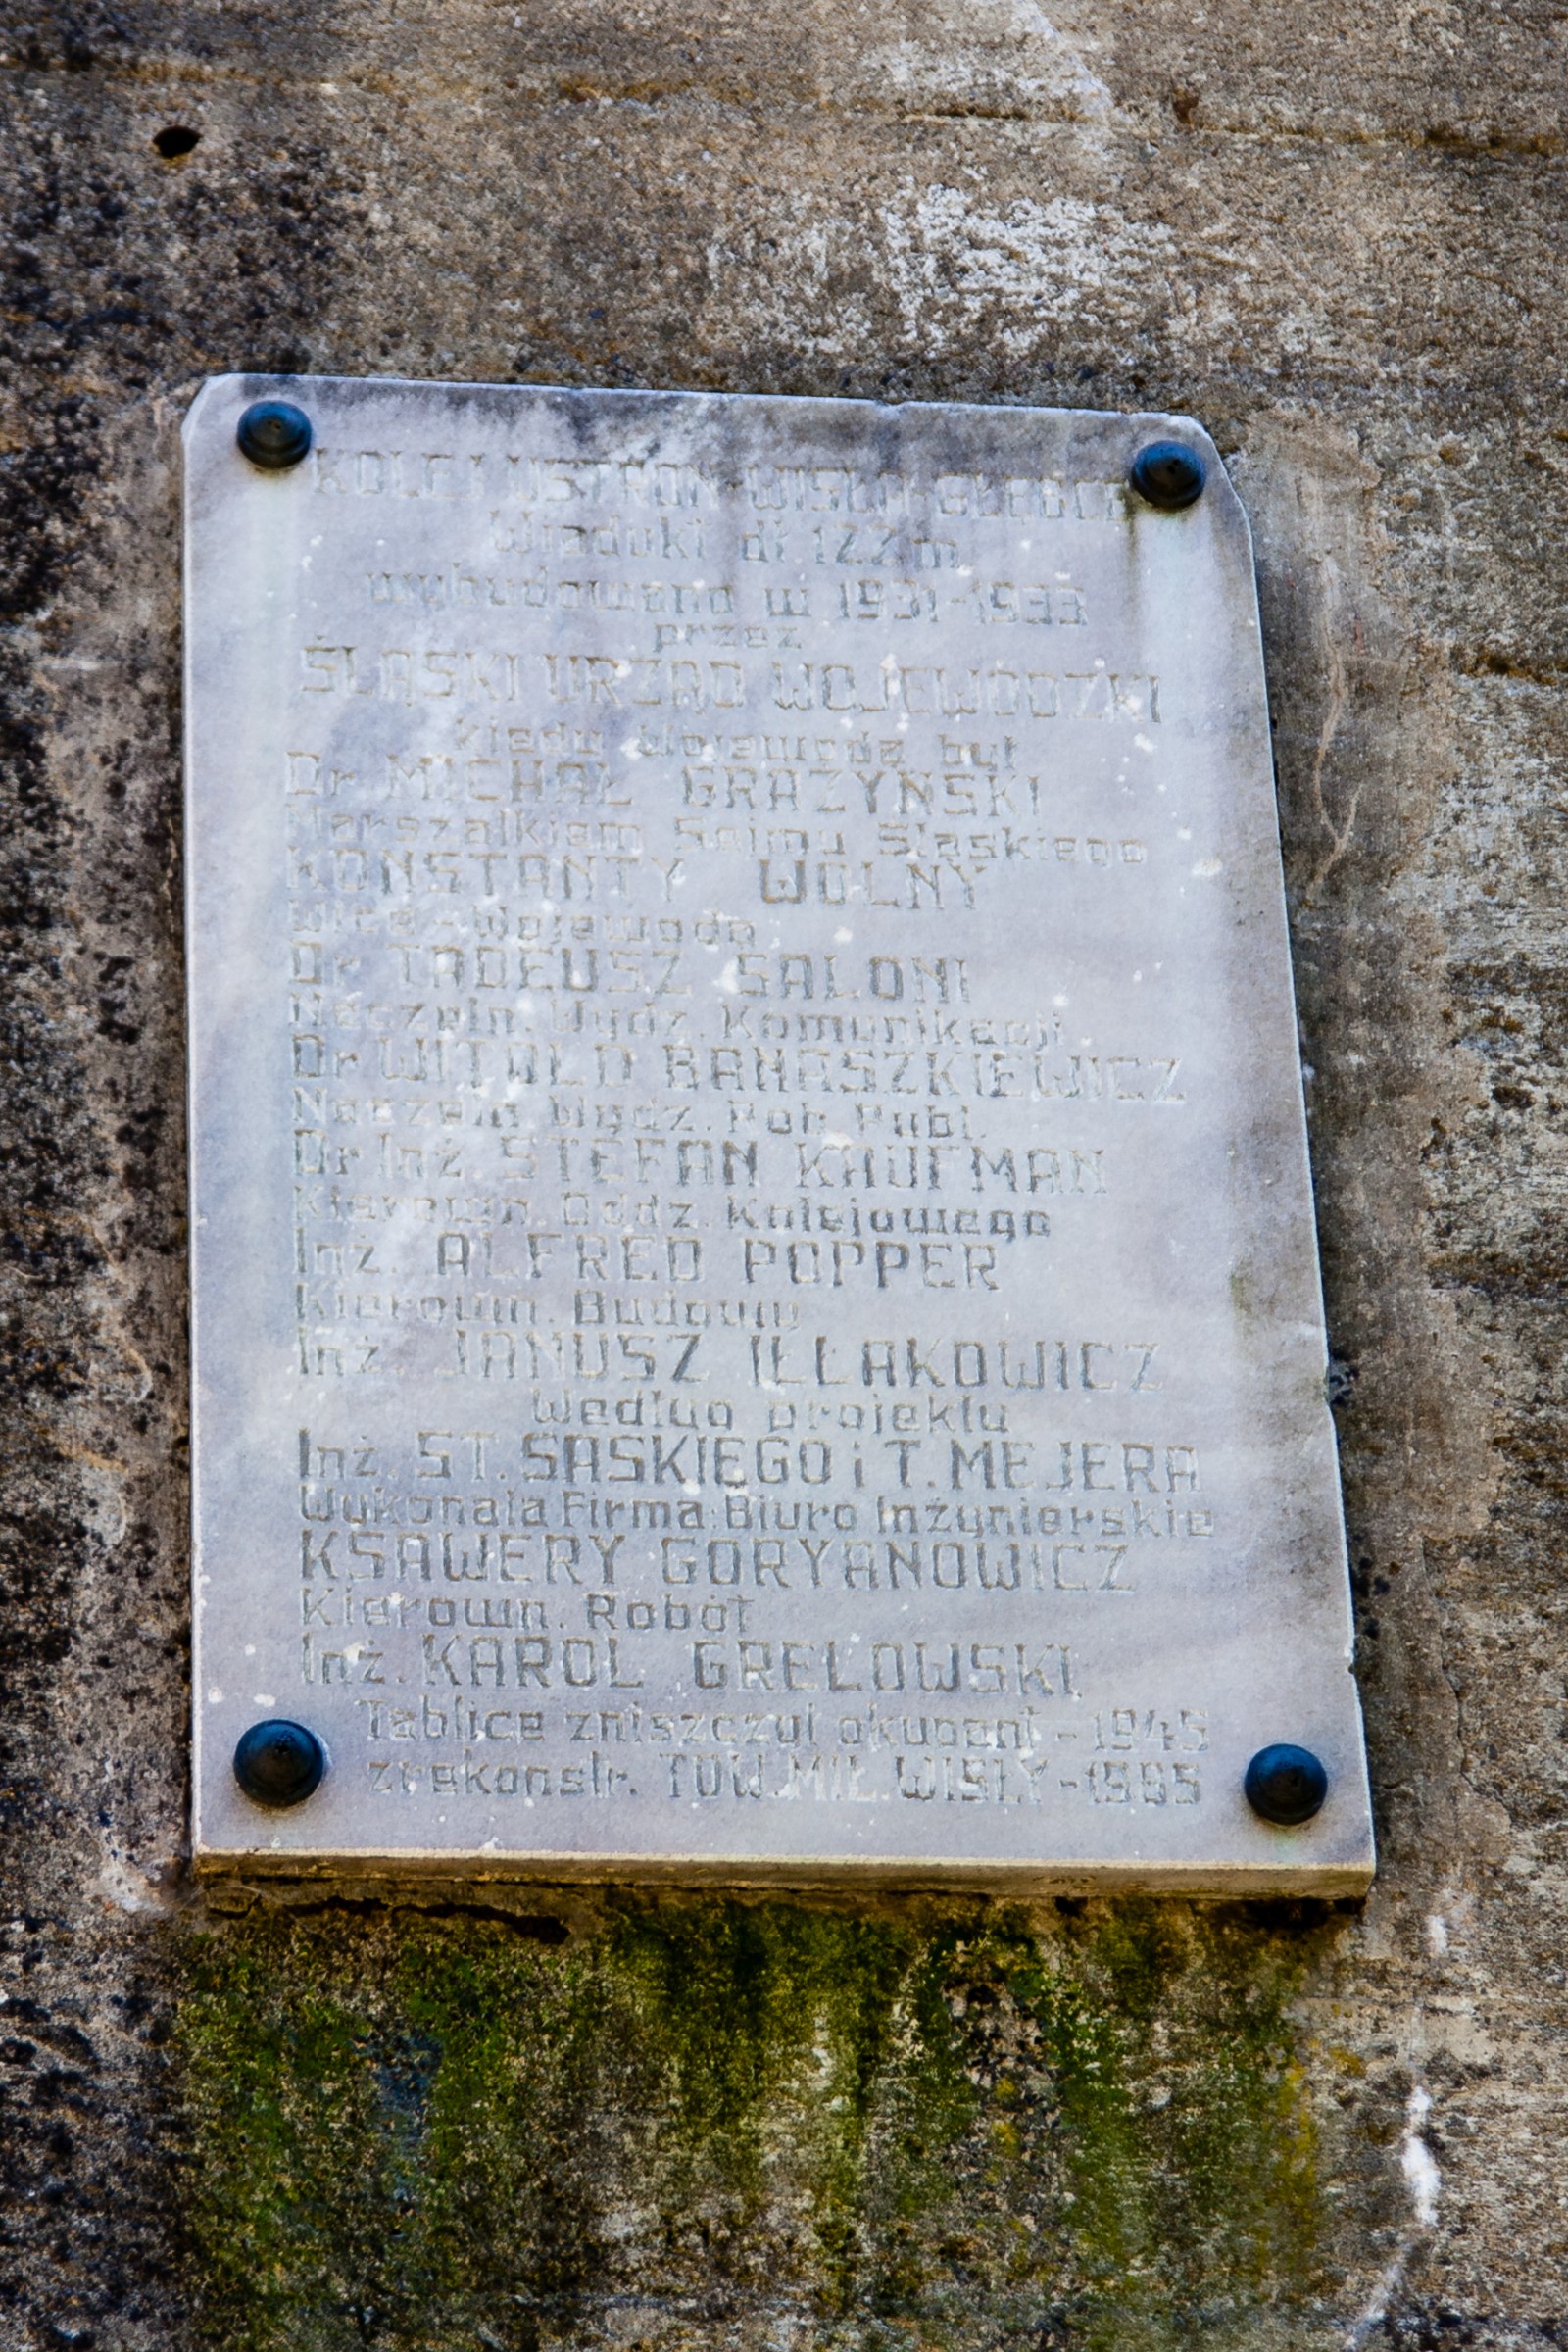 KOLEJ USTROŃ WISŁA-GŁĘBCE
Wiadukt dł 122 m
wybudowano w 1931-1933
przez
ŚLĄSKI URZĄD WOJEWÓDZKI
kiedy Wojewodą był
Dr MICHAŁ GRAŻYŃSKI
Marszałkiem Sejmu Śląskiego
KONSTANTY WOLNY
Wice-Wojewodą
Dr TADEUSZ SALONI
Naczeln. Wydz. Komunikacji
Dr WITOLD BANASZKIEWICZ
Naczeln. Wydz. Rob. Publ.
Dr Inż. STEFAN KAUFMAN
Kierown. Oddz. Kolejowego
Inż. ALFRED POPPER
Kierown. Budowy
Inż. JANUSZ IŁŁAKOWICZ
Według projektu
Inż. ST. SASKIEGO i T. MEJERA
Wykonała Firma: Biuro Inżynierskie
KSAWERY GORYANOWICZ
Kierown. Robót
Inż. KAROL GRELOWSKI
Tablice zniszczył okupant - 1945
zrekonstr. TOW. MIŁ. WISŁY - 1985